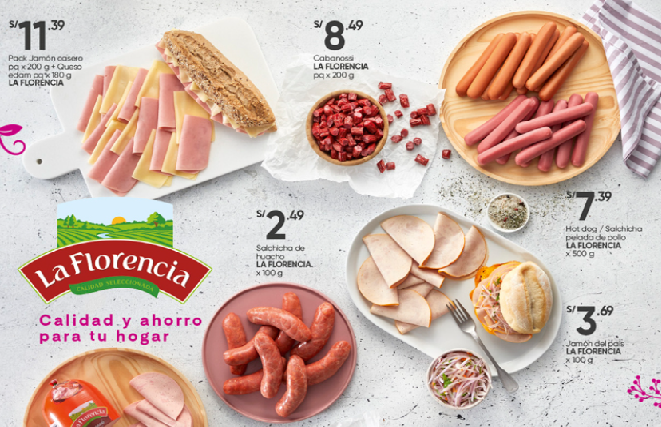 S/11.39
Pack Jamón casero
pq x 200 g + Queso
edam pq x 180 g
LA FLORENCIA
S/8.49
Cabanossi
LA FLORENCIA
pq x 200 g
S/2.49
Salchicha de
huacho
LA FLORENCIA
x 100 g
S/7.39
Hot dog / Salchicha
pelada de pollo
LA FLORENCIA
x 500 g
S/3.69
Jamón del país
LA FLORENCIA
x 100 g
La Florencia
CALIDAD SELECCIONADA
Calidad y ahorro
para tu hogar
La Florencia